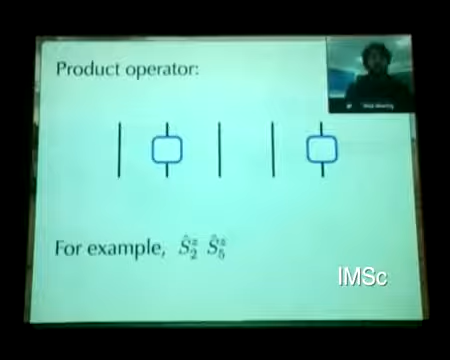 Product operator:
For example, Ŝ₂ᶻ Ŝ₅ᶻ
IMSc